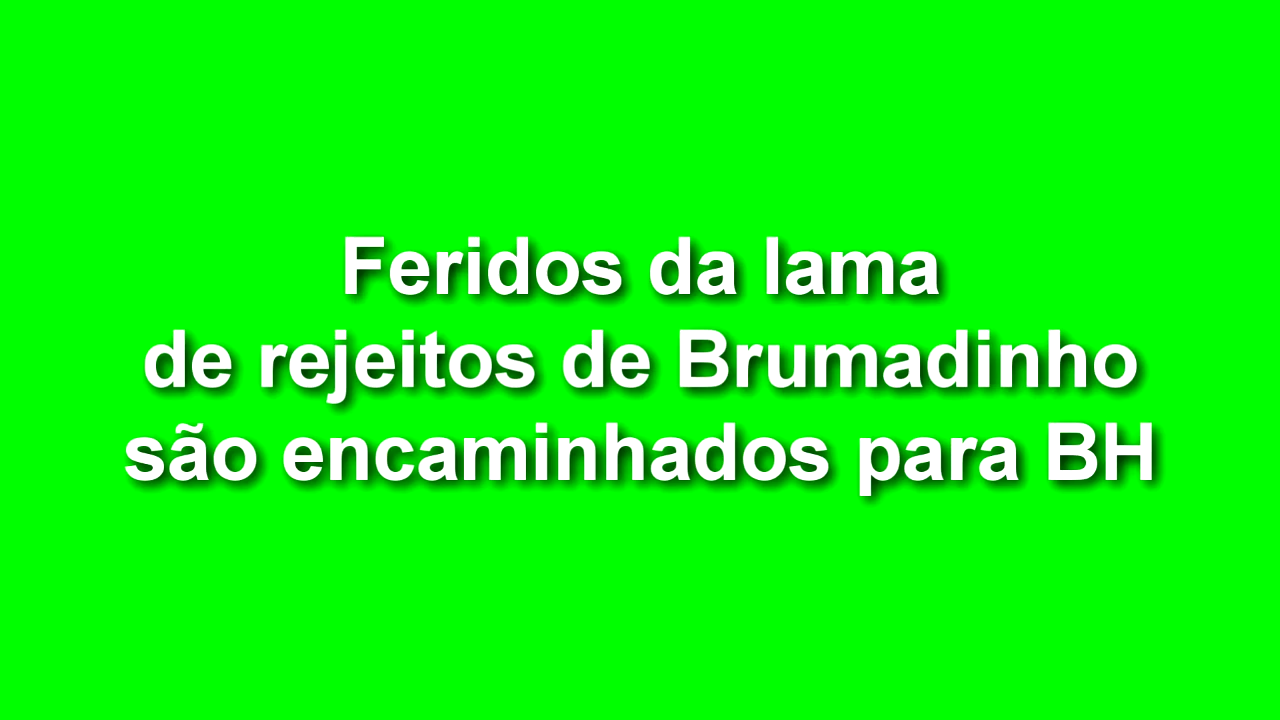 Feridos da lama
de rejeitos de Brumadinho
são encaminhados para BH